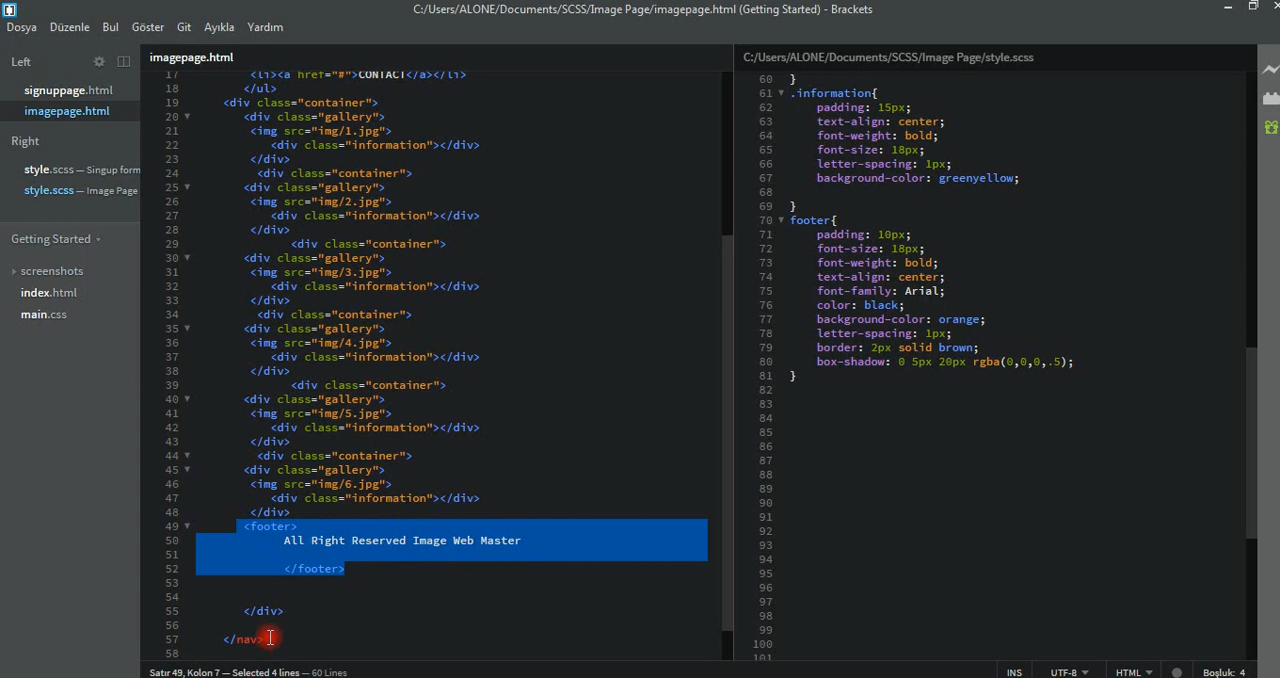 C:/Users/ALONE/Documents/SCSS/Image Page/imagepage.html (Getting Started) - Brackets
Dosya Düzenle Bul Göster Git Ayıkla Yardım
Left
signuppage.html
imagepage.html
Right
style.scss — Singup form
style.scss — Image Page
Getting Started
screenshots
index.html
main.css
imagepage.html
17 <li><a href="#">CONTACT</a></li>
18 </ul>
19 <div class="container">
20 <div class="gallery">
21 <img src="img/1.jpg">
22 <div class="information"></div>
23 </div>
24 <div class="container">
25 <div class="gallery">
26 <img src="img/2.jpg">
27 <div class="information"></div>
28 </div>
29 <div class="container">
30 <div class="gallery">
31 <img src="img/3.jpg">
32 <div class="information"></div>
33 </div>
34 <div class="container">
35 <div class="gallery">
36 <img src="img/4.jpg">
37 <div class="information"></div>
38 </div>
39 <div class="container">
40 <div class="gallery">
41 <img src="img/5.jpg">
42 <div class="information"></div>
43 </div>
44 <div class="container">
45 <div class="gallery">
46 <img src="img/6.jpg">
47 <div class="information"></div>
48 </div>
49 <footer>
50 All Right Reserved Image Web Master
51
52 </footer>
53
54
55 </div>
56
57 </nav>
58
C:/Users/ALONE/Documents/SCSS/Image Page/style.scss
60 }
61 .information{
62 padding: 15px;
63 text-align: center;
64 font-weight: bold;
65 font-size: 18px;
66 letter-spacing: 1px;
67 background-color: greenyellow;
68
69 }
70 footer{
71 padding: 10px;
72 font-size: 18px;
73 font-weight: bold;
74 text-align: center;
75 font-family: Arial;
76 color: black;
77 background-color: orange;
78 letter-spacing: 1px;
79 border: 2px solid brown;
80 box-shadow: 0 5px 20px rgba(0,0,0,.5);
81 }
82
83
84
85
86
87
88
89
90
91
92
93
94
95
96
97
98
99
100
101
Satır 49, Kolon 7 — Selected 4 lines — 60 Lines
INS UTF-8 HTML Boşluk: 4